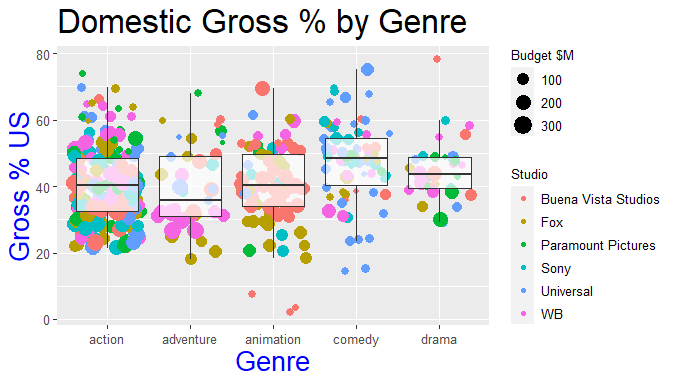 Domestic Gross % by Genre
Gross % US
80
60
40
20
0
action adventure animation comedy drama
Genre
Budget $M
100
200
300
Studio
Buena Vista Studios
Fox
Paramount Pictures
Sony
Universal
WB